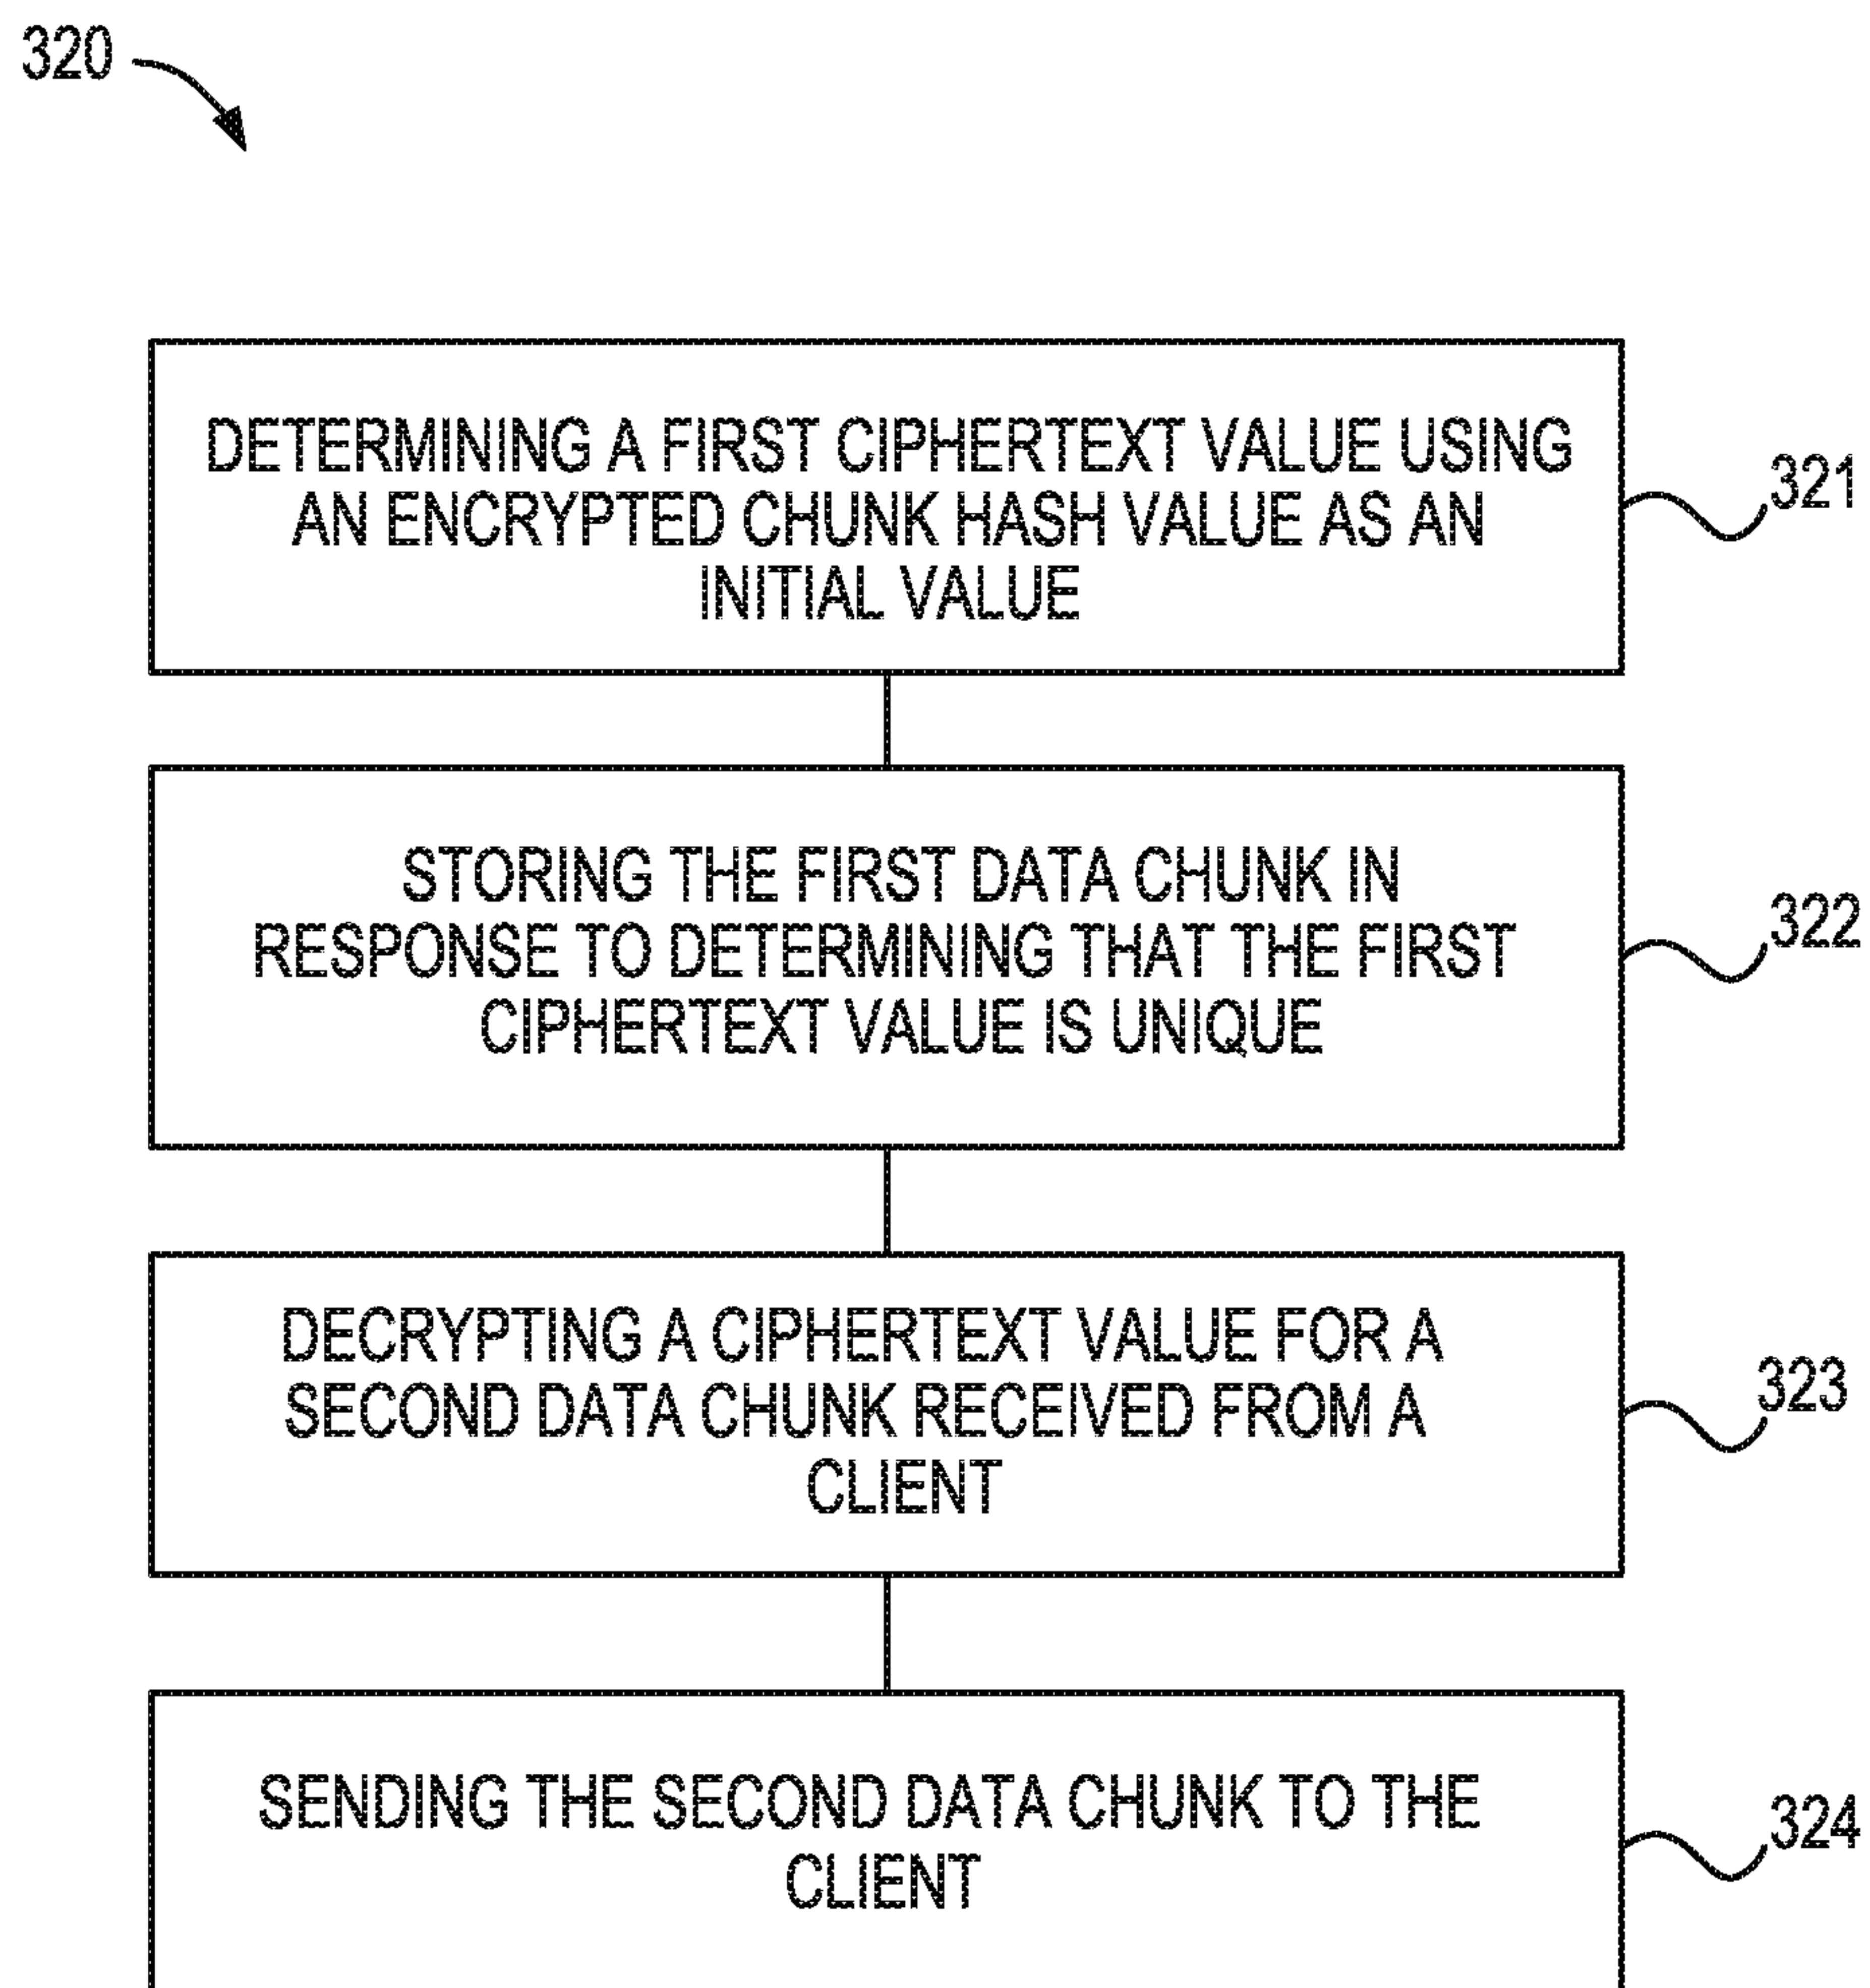 320
DETERMINING A FIRST CIPHERTEXT VALUE USING
AN ENCRYPTED CHUNK HASH VALUE AS AN
INITIAL VALUE
321
STORING THE FIRST DATA CHUNK IN
RESPONSE TO DETERMINING THAT THE FIRST
CIPHERTEXT VALUE IS UNIQUE
322
DECRYPTING A CIPHERTEXT VALUE FOR A
SECOND DATA CHUNK RECEIVED FROM A
CLIENT
323
SENDING THE SECOND DATA CHUNK TO THE
CLIENT
324